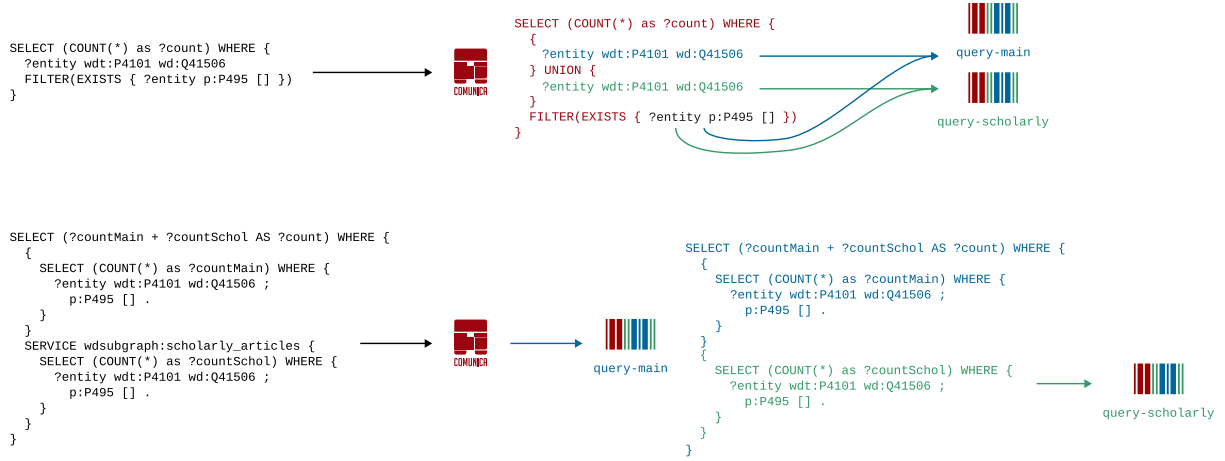 SELECT (COUNT(*) as ?count) WHERE {
?entity wdt:P4101 wd:Q41506
FILTER(EXISTS { ?entity p:P495 [] })
}
COMUNICA
SELECT (COUNT(*) as ?count) WHERE {
{
?entity wdt:P4101 wd:Q41506
} UNION {
?entity wdt:P4101 wd:Q41506
}
FILTER(EXISTS { ?entity p:P495 [] })
}
query-main
query-scholarly
SELECT (?countMain + ?countSchol AS ?count) WHERE {
{
SELECT (COUNT(*) as ?countMain) WHERE {
?entity wdt:P4101 wd:Q41506 ;
p:P495 [] .
}
}
SERVICE wdsubgraph:scholarly_articles {
SELECT (COUNT(*) as ?countSchol) WHERE {
?entity wdt:P4101 wd:Q41506 ;
p:P495 [] .
}
}
}
COMUNICA
query-main
SELECT (?countMain + ?countSchol AS ?count) WHERE {
{
SELECT (COUNT(*) as ?countMain) WHERE {
?entity wdt:P4101 wd:Q41506 ;
p:P495 [] .
}
}
{
SELECT (COUNT(*) as ?countSchol) WHERE {
?entity wdt:P4101 wd:Q41506 ;
p:P495 [] .
}
}
}
query-scholarly